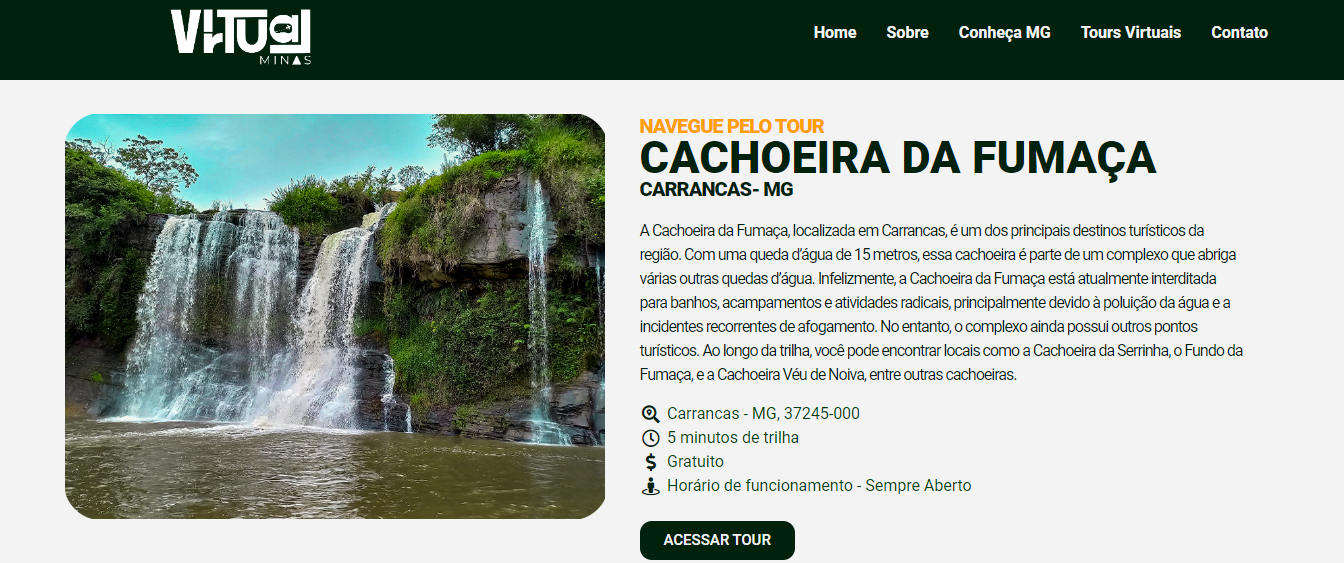 VIrTUal
MINAS
Home Sobre Conheça MG Tours Virtuais Contato
NAVEGUE PELO TOUR
CACHOEIRA DA FUMAÇA
CARRANCAS- MG
A Cachoeira da Fumaça, localizada em Carrancas, é um dos principais destinos turísticos da
região. Com uma queda d’água de 15 metros, essa cachoeira é parte de um complexo que abriga
várias outras quedas d’água. Infelizmente, a Cachoeira da Fumaça está atualmente interditada
para banhos, acampamentos e atividades radicais, principalmente devido à poluição da água e a
incidentes recorrentes de afogamento. No entanto, o complexo ainda possui outros pontos
turísticos. Ao longo da trilha, você pode encontrar locais como a Cachoeira da Serrinha, o Fundo da
Fumaça, e a Cachoeira Véu de Noiva, entre outras cachoeiras.
Carrancas - MG, 37245-000
5 minutos de trilha
Gratuito
Horário de funcionamento - Sempre Aberto
ACESSAR TOUR